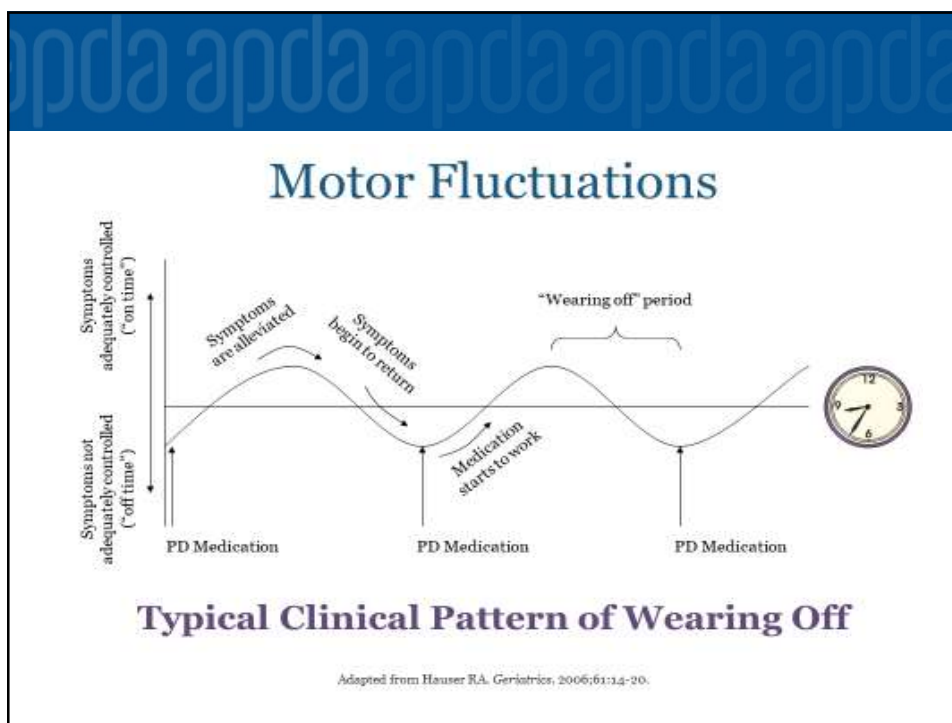 apda apda apda apda apda
Motor Fluctuations
Symptoms
adequately controlled
("on time")
Symptoms not
adequately controlled
("off time")
Symptoms
are alleviated
Symptoms
begin to return
"Wearing off" period
Medication
starts to work
12
9
3
6
PD Medication
PD Medication
PD Medication
Typical Clinical Pattern of Wearing Off
Adapted from Hauser RA. Geriatrics. 2006;61:14-20.